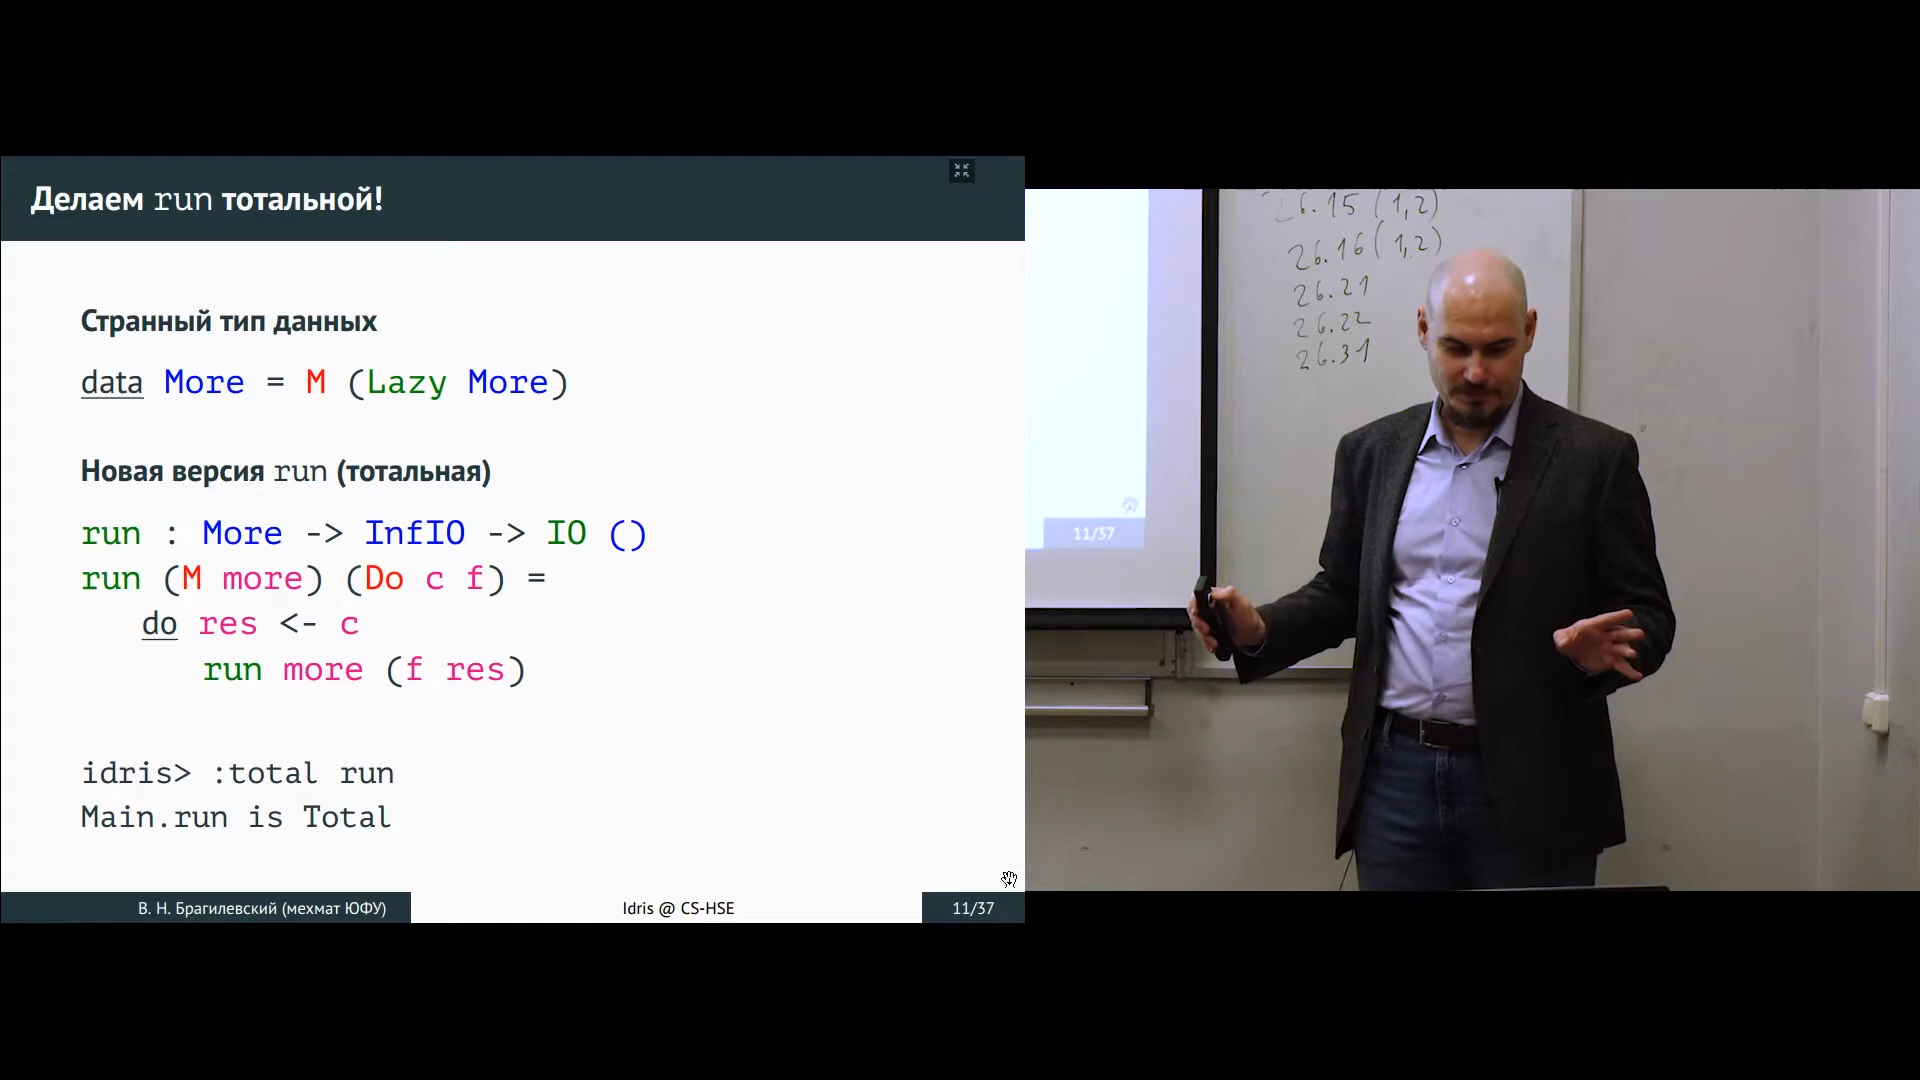 Делаем run тотальной!
Странный тип данных
data More = M (Lazy More)
Новая версия run (тотальная)
run : More -> InfIO -> IO ()
run (M more) (Do c f) =
do res <- c
run more (f res)
idris> :total run
Main.run is Total
В. Н. Брагилевский (мехмат ЮФУ)
Idris @ CS-HSE
11/37
26.15 (1,2)
26.16 (1,2)
26.21
26.22
26.31
11/37